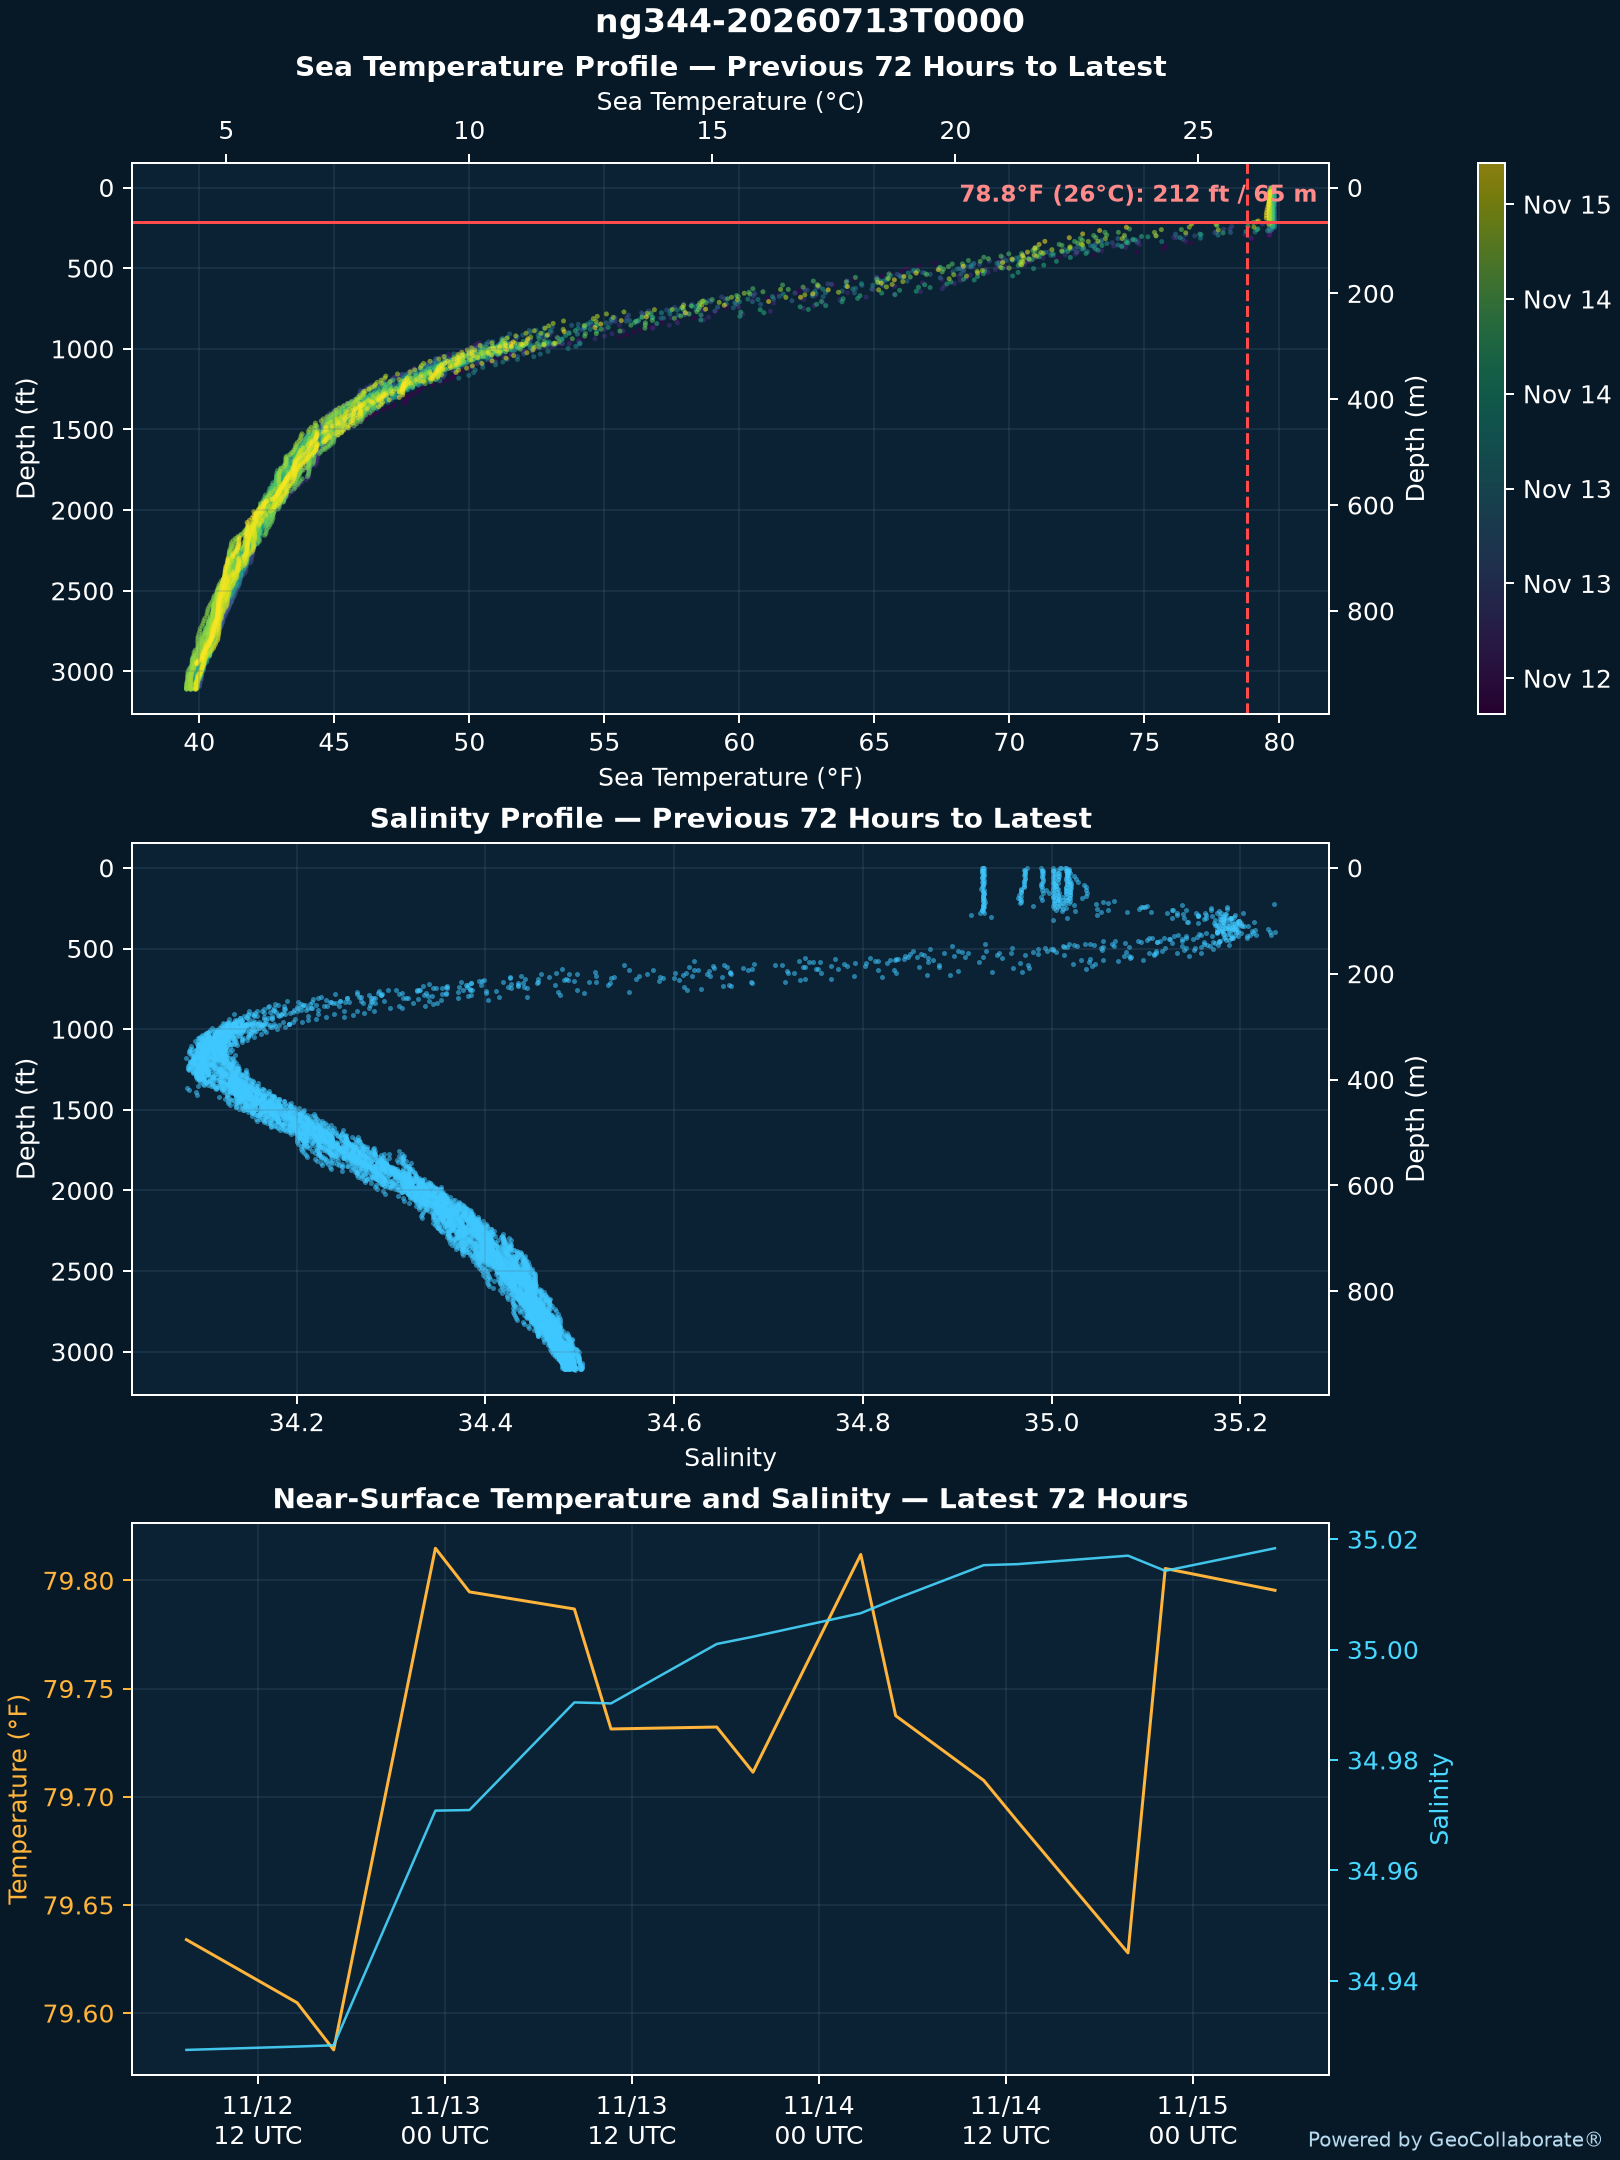 ng344-20260713T0000
Sea Temperature Profile — Previous 72 Hours to Latest
Sea Temperature (°C)
5 10 15 20 25
78.8°F (26°C): 212 ft / 65 m
Depth (ft)
0
500
1000
1500
2000
2500
3000
0
200
400
600
800
Depth (m)
Nov 15
Nov 14
Nov 14
Nov 13
Nov 13
Nov 12
40 45 50 55 60 65 70 75 80
Sea Temperature (°F)
Salinity Profile — Previous 72 Hours to Latest
Depth (ft)
0
500
1000
1500
2000
2500
3000
0
200
400
600
800
Depth (m)
34.2 34.4 34.6 34.8 35.0 35.2
Salinity
Near-Surface Temperature and Salinity — Latest 72 Hours
Temperature (°F)
79.80
79.75
79.70
79.65
79.60
35.02
35.00
34.98
34.96
34.94
Salinity
11/12 11/13 11/13 11/14 11/14 11/15
12 UTC 00 UTC 12 UTC 00 UTC 12 UTC 00 UTC
Powered by GeoCollaborate®